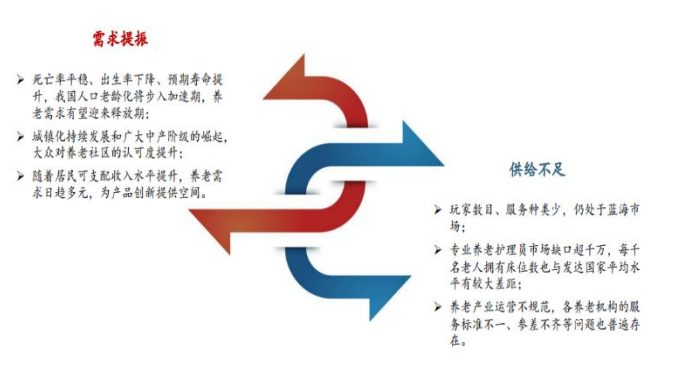 需求提振
➢ 死亡率平稳、出生率下降、预期寿命提
升，我国人口老龄化将步入加速期，养
老需求有望迎来释放期；
➢ 城镇化持续发展和广大中产阶级的崛起，
大众对养老社区的认可度提升；
➢ 随着居民可支配收入水平提升，养老需
求日趋多元，为产品创新提供空间。
供给不足
➢ 玩家数目、服务种类少，仍处于蓝海市
场；
➢ 专业养老护理员市场缺口超千万，每千
名老人拥有床位数也与发达国家平均水
平有较大差距；
➢ 养老产业运营不规范，各养老机构的服
务标准不一、参差不齐等问题也普遍存
在。